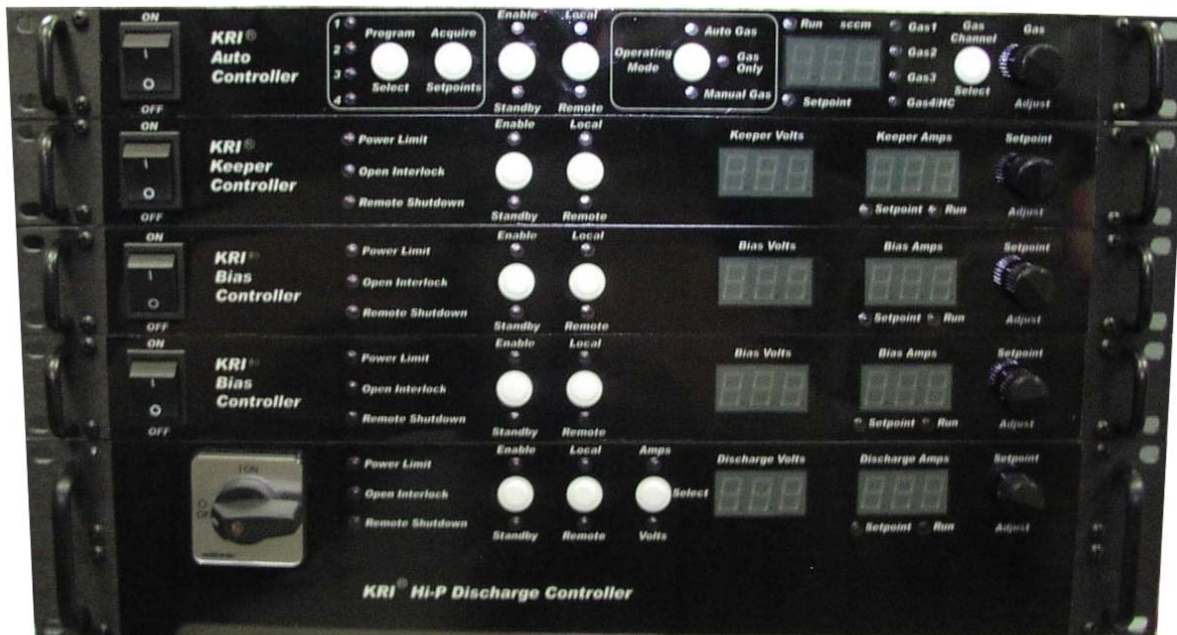 ON
OFF
KRI®
Auto
Controller
1
2
3
4
Program
Select
Acquire
Setpoints
Enable
Standby
Local
Remote
Operating
Mode
Auto Gas
Gas
Only
Manual Gas
Run sccm
Setpoint
Gas1
Gas2
Gas3
Gas4/HC
Gas
Channel
Select
Gas
Adjust
ON
OFF
KRI®
Keeper
Controller
Power Limit
Open Interlock
Remote Shutdown
Enable
Standby
Local
Remote
Keeper Volts
Keeper Amps
Setpoint Run
Setpoint
Adjust
ON
OFF
KRI®
Bias
Controller
Power Limit
Open Interlock
Remote Shutdown
Enable
Standby
Local
Remote
Bias Volts
Bias Amps
Setpoint Run
Setpoint
Adjust
ON
OFF
KRI®
Bias
Controller
Power Limit
Open Interlock
Remote Shutdown
Enable
Standby
Local
Remote
Bias Volts
Bias Amps
Setpoint Run
Setpoint
Adjust
I ON
O
OFF
Power Limit
Open Interlock
Remote Shutdown
Enable
Standby
Local
Remote
Amps
Select
Volts
Discharge Volts
Discharge Amps
Setpoint Run
Setpoint
Adjust
KRI® Hi-P Discharge Controller